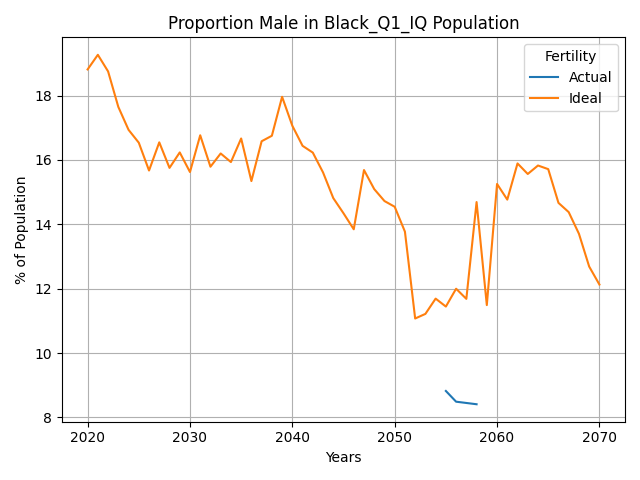 Proportion Male in Black_Q1_IQ Population
Fertility
Actual
Ideal
% of Population
18
16
14
12
10
8
2020 2030 2040 2050 2060 2070
Years